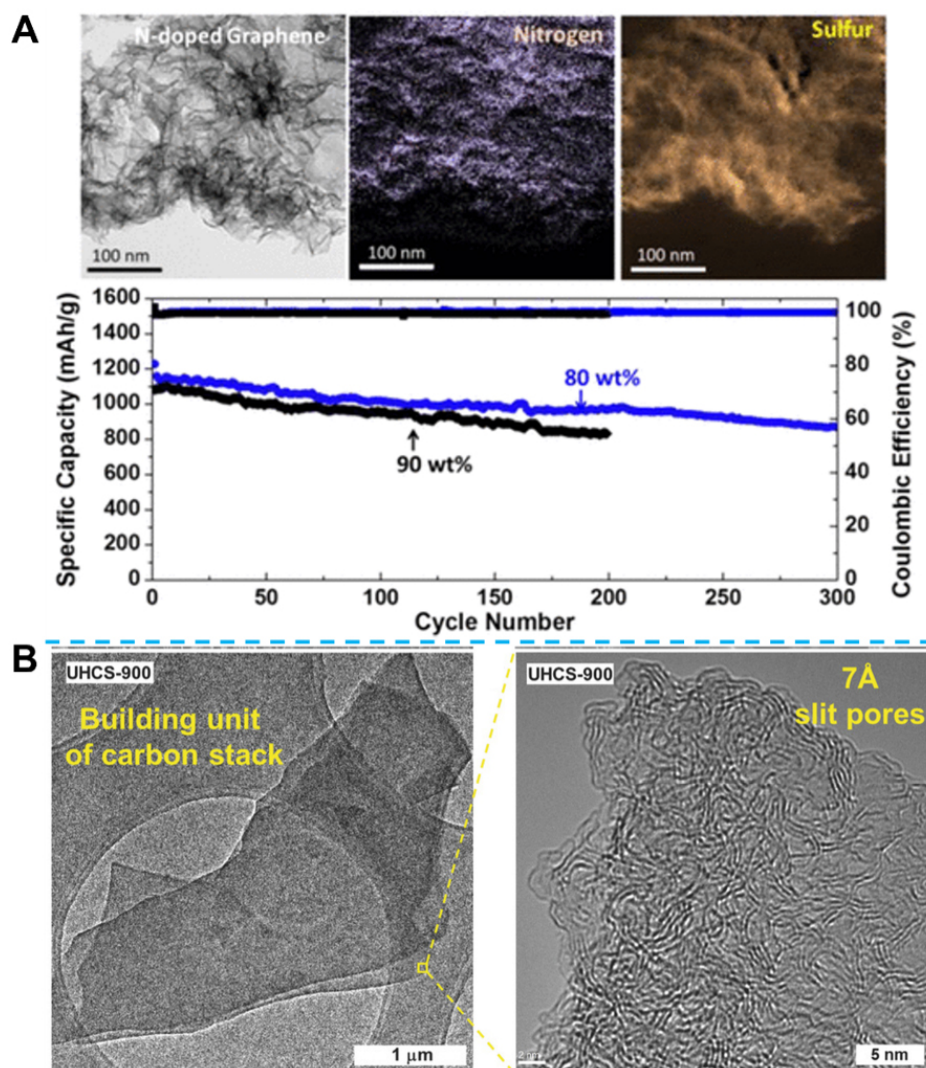 A
N-doped Graphene
Nitrogen
Sulfur
100 nm
100 nm
100 nm
1600
1400
1200
1000
800
600
400
200
0
Specific Capacity (mAh/g)
80 wt%
90 wt%
100
80
60
40
20
0
Coulombic Efficiency (%)
0 50 100 150 200 250 300
Cycle Number
B
UHCS-900
Building unit
of carbon stack
1 μm
UHCS-900
7Å
slit pores
2 nm
5 nm